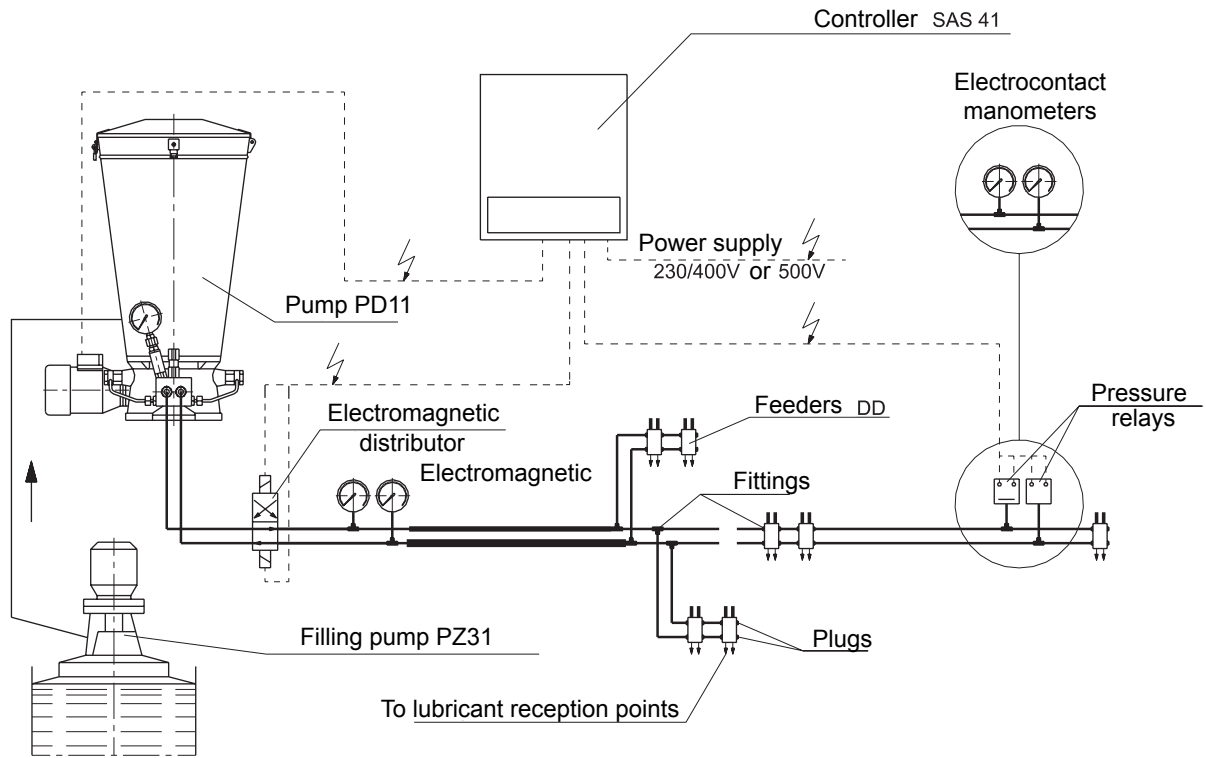 Controller SAS 41
Electrocontact
manometers
Power supply
230/400V or 500V
Pump PD11
Pressure
relays
Feeders DD
Electromagnetic
distributor
Electromagnetic
Fittings
Filling pump PZ31
Plugs
To lubricant reception points